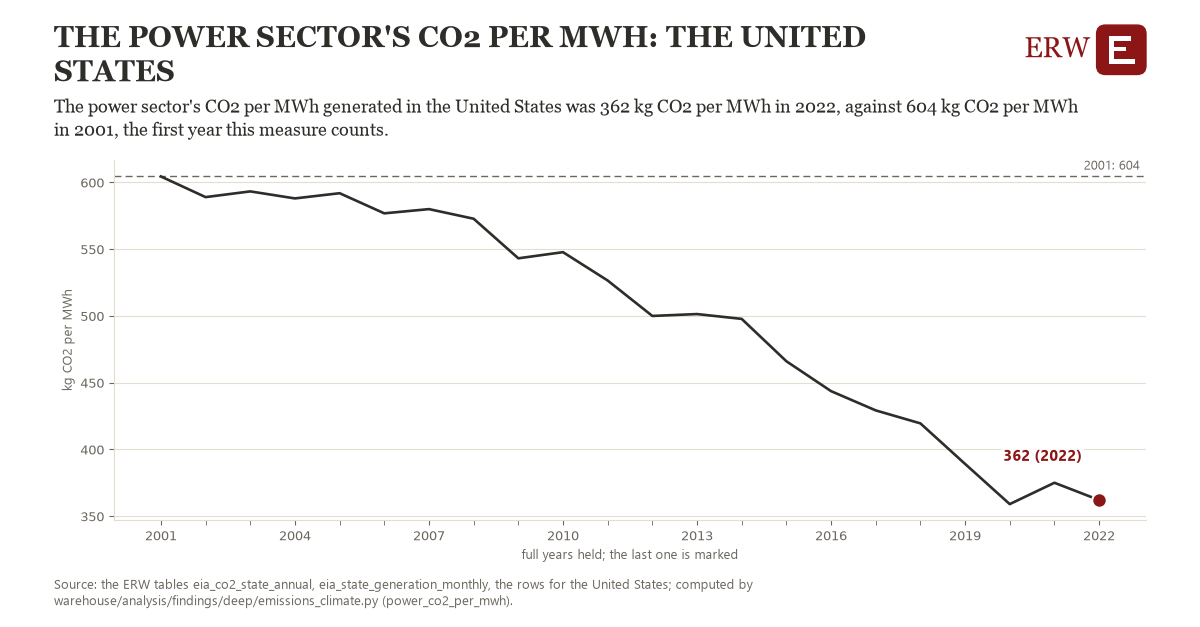 THE POWER SECTOR'S CO2 PER MWH: THE UNITED
STATES
ERW E
The power sector's CO2 per MWh generated in the United States was 362 kg CO2 per MWh in 2022, against 604 kg CO2 per MWh
in 2001, the first year this measure counts.
2001: 604
600
550
500
450
400
350
kg CO2 per MWh
362 (2022)
2001 2004 2007 2010 2013 2016 2019 2022
full years held; the last one is marked
Source: the ERW tables eia_co2_state_annual, eia_state_generation_monthly, the rows for the United States; computed by
warehouse/analysis/findings/deep/emissions_climate.py (power_co2_per_mwh).